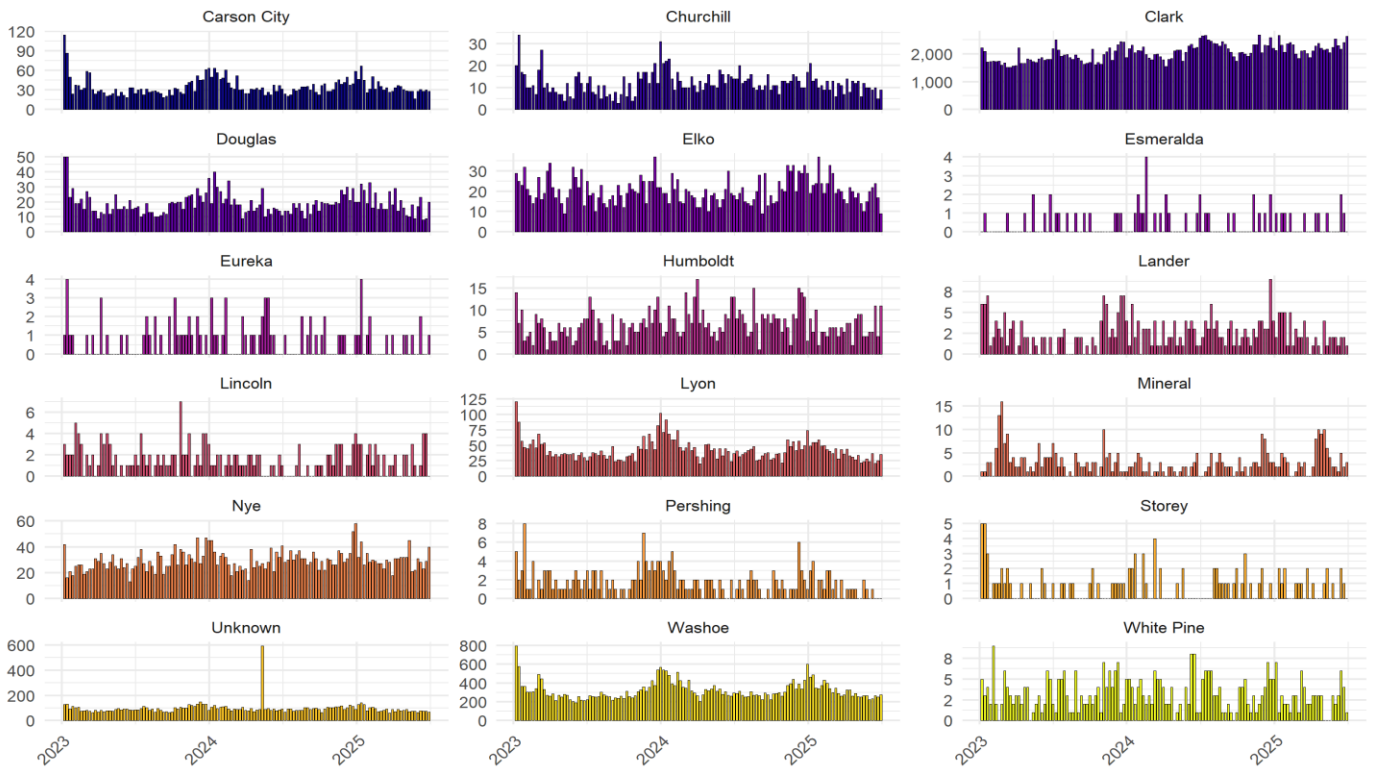 Carson City Churchill Clark
120 90 60 30 0
30 20 10 0
2,000 1,000 0
Douglas Elko Esmeralda
50 40 30 20 10 0
30 20 10 0
4 3 2 1 0
Eureka Humboldt Lander
4 3 2 1 0
15 10 5 0
8 5 2 0
Lincoln Lyon Mineral
6 4 2 0
125 100 75 50 25 0
15 10 5 0
Nye Pershing Storey
60 40 20 0
8 6 4 2 0
5 4 3 2 1 0
Unknown Washoe White Pine
600 400 200 0
800 600 400 200 0
8 5 2 0
2023 2024 2025 2023 2024 2025 2023 2024 2025